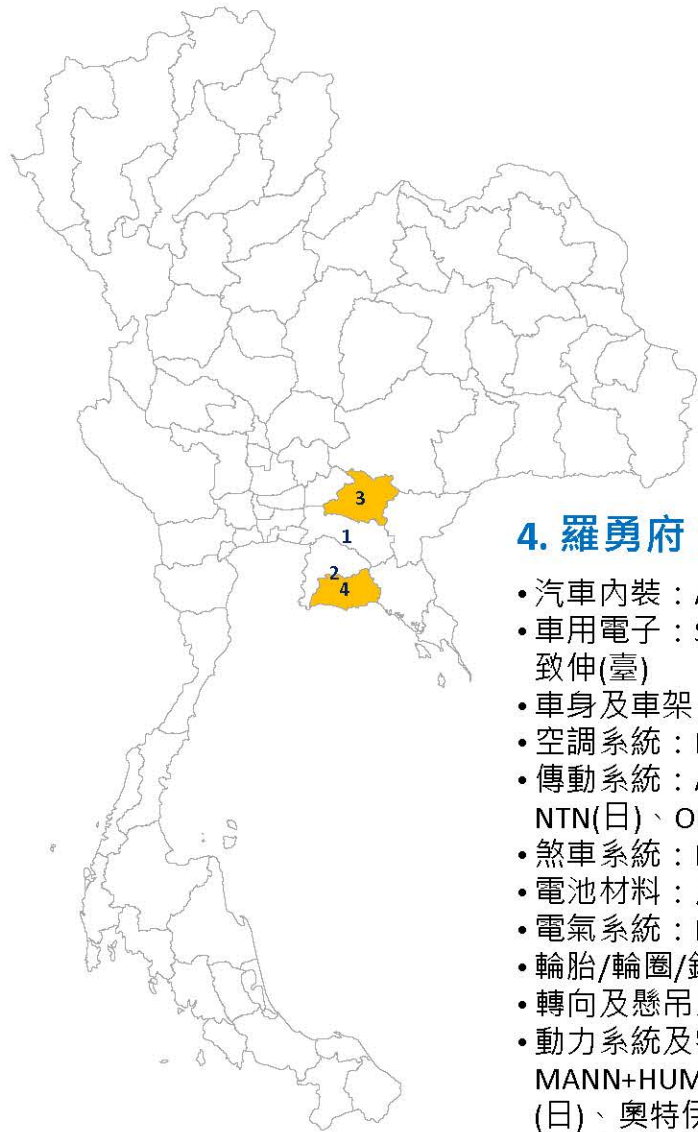 3
1
2
4
4. 羅勇府
• 汽車內裝：
• 車用電子：
致伸(臺)
• 車身及車架
• 空調系統：
• 傳動系統：
NTN(日)、O
• 煞車系統：
• 電池材料：
• 電氣系統：
• 輪胎/輪圈/
• 轉向及懸吊
• 動力系統及
MANN+HUM
(日)、奧特